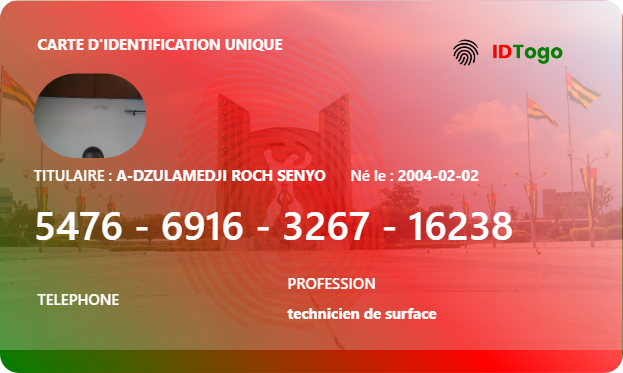 CARTE D'IDENTIFICATION UNIQUE
IDTogo
TITULAIRE : A-DZULAMEDJI ROCH SENYO Né le : 2004-02-02
5476 - 6916 - 3267 - 16238
TELEPHONE
PROFESSION
technicien de surface